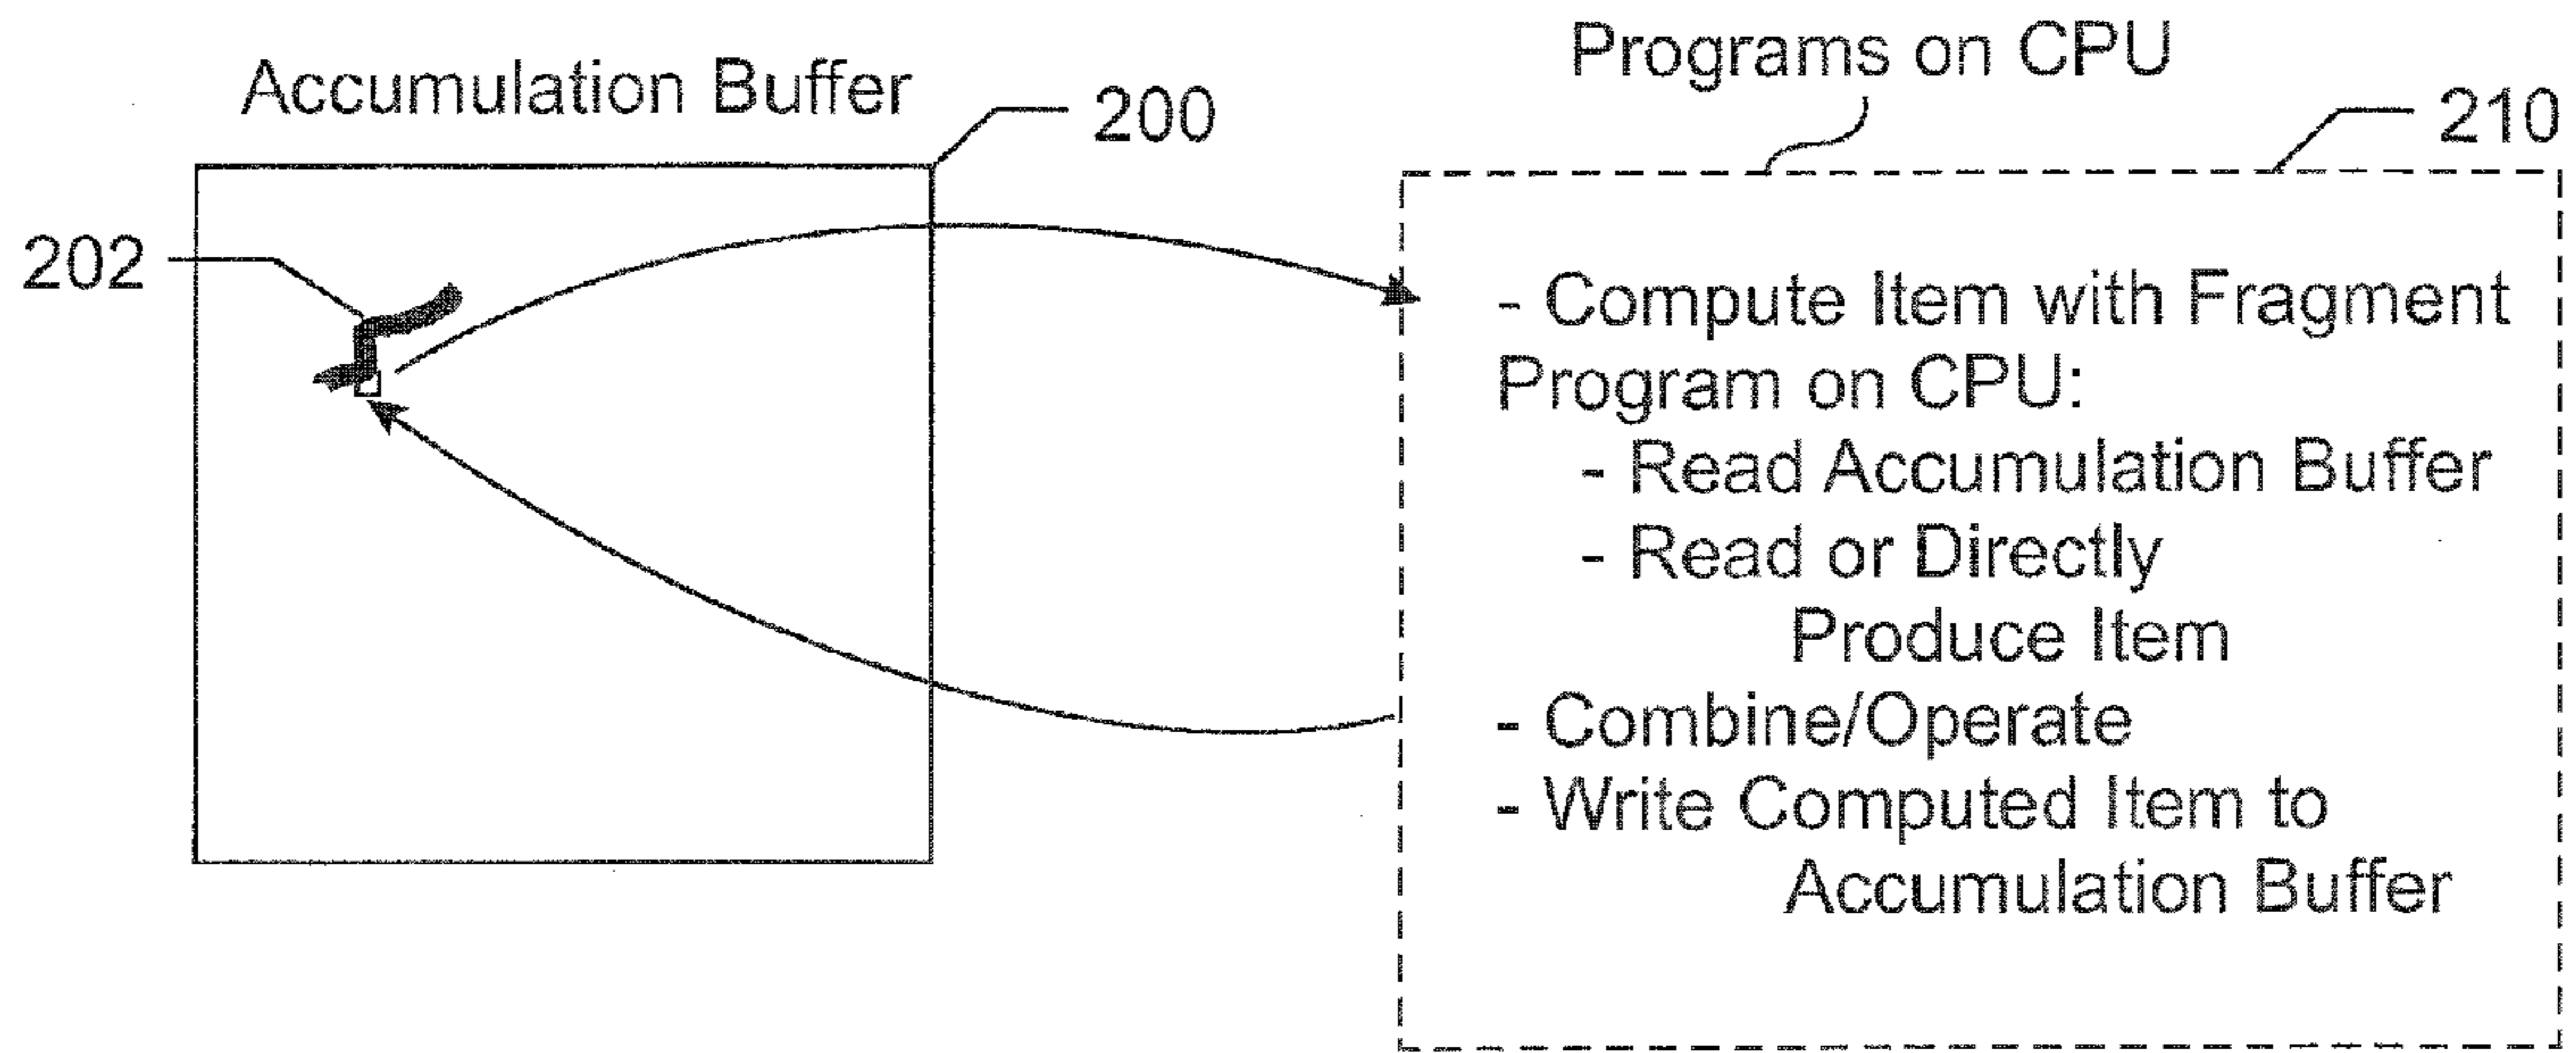 Accumulation Buffer
200
202
Programs on CPU
210
- Compute Item with Fragment
Program on CPU:
- Read Accumulation Buffer
- Read or Directly
Produce Item
- Combine/Operate
- Write Computed Item to
Accumulation Buffer